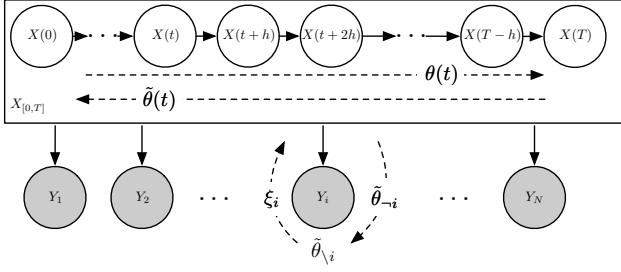 X(0) · · · X(t) X(t+h) X(t+2h) · · · X(T−h) X(T)
θ(t)
θ̃(t)
X[0,T]
Y1 Y2 · · · ξi Yi θ̃¬i · · · YN
θ̃\i